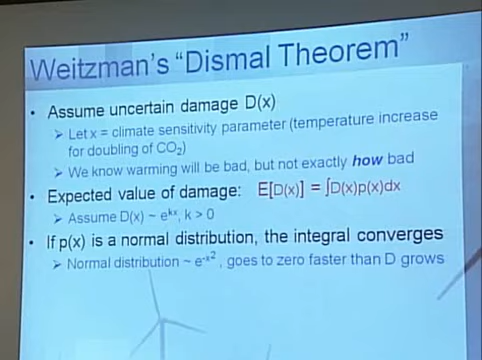 Weitzman's "Dismal Theorem"
• Assume uncertain damage D(x)
➢ Let x = climate sensitivity parameter (temperature increase
for doubling of CO₂)
➢ We know warming will be bad, but not exactly how bad
• Expected value of damage: E[D(x)] = ∫D(x)p(x)dx
➢ Assume D(x) ~ eᵏˣ, k > 0
• If p(x) is a normal distribution, the integral converges
➢ Normal distribution ~ e^-x², goes to zero faster than D grows